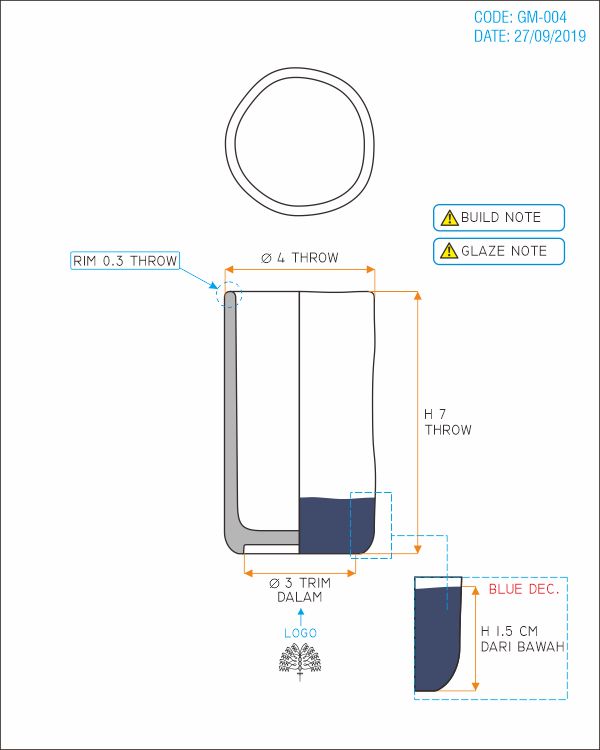 CODE: GM-004
DATE: 27/09/2019
BUILD NOTE
GLAZE NOTE
RIM 0.3 THROW
Ø 4 THROW
H 7
THROW
Ø 3 TRIM
DALAM
LOGO
BLUE DEC.
H 1.5 CM
DARI BAWAH